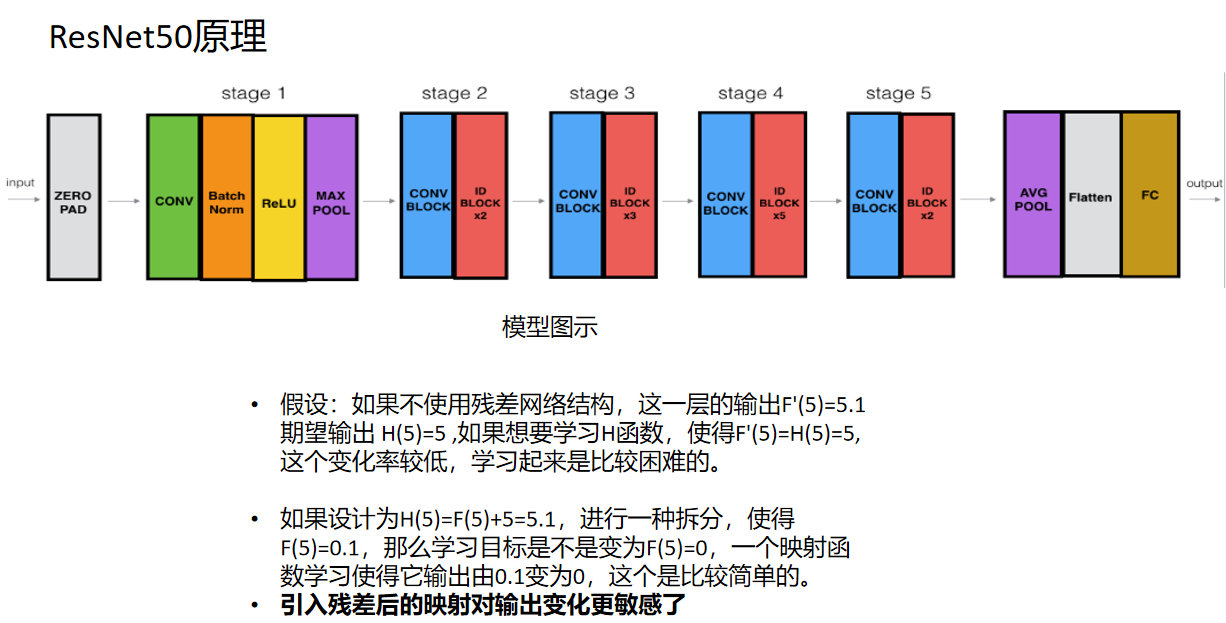 ResNet50原理
stage 1
stage 2
stage 3
stage 4
stage 5
input
ZERO
PAD
CONV
Batch
Norm
ReLU
MAX
POOL
CONV
BLOCK
ID
BLOCK
x2
CONV
BLOCK
ID
BLOCK
x3
CONV
BLOCK
ID
BLOCK
x5
CONV
BLOCK
ID
BLOCK
x2
AVG
POOL
Flatten
FC
output
模型图示
• 假设：如果不使用残差网络结构，这一层的输出F'(5)=5.1
期望输出 H(5)=5 ,如果想要学习H函数，使得F'(5)=H(5)=5,
这个变化率较低，学习起来是比较困难的。
• 如果设计为H(5)=F(5)+5=5.1，进行一种拆分，使得
F(5)=0.1，那么学习目标是不是变为F(5)=0，一个映射函
数学习使得它输出由0.1变为0，这个是比较简单的。
• 引入残差后的映射对输出变化更敏感了